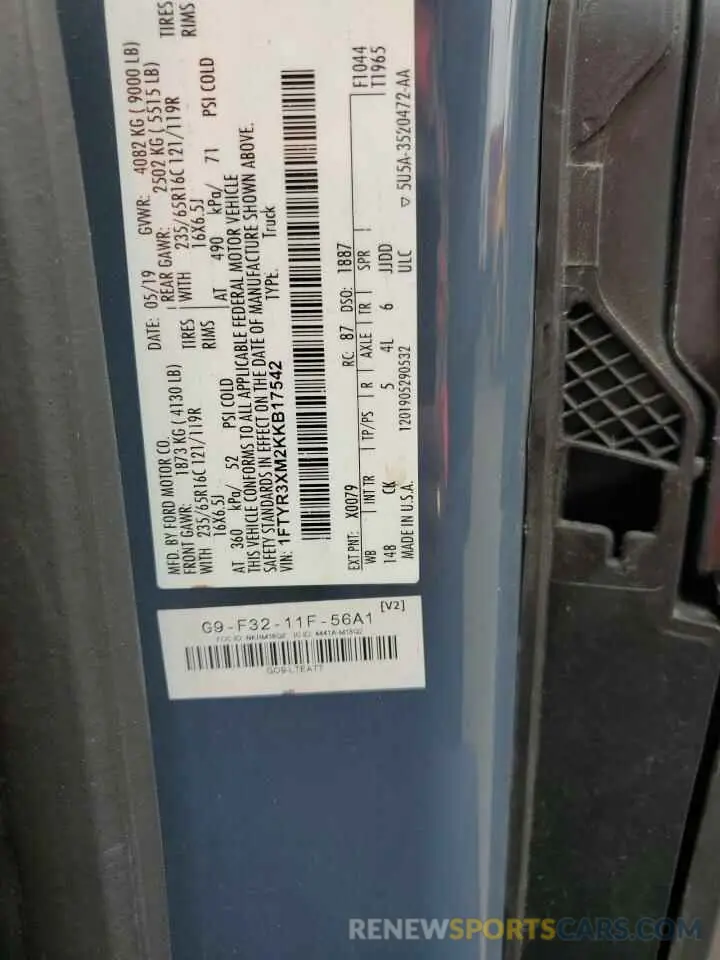 MFD. BY FORD MOTOR CO.
DATE: 05/19 GVWR: 4082 KG ( 9000 LB)
FRONT GAWR: 1873 KG ( 4130 LB)
REAR GAWR: 2502 KG ( 5515 LB)
WITH 235/65R16C 121/119R TIRES
WITH 235/65R16C 121/119R TIRES
16X6.5J RIMS
16X6.5J RIMS
AT 360 kPa/ 52 PSI COLD
AT 490 kPa/ 71 PSI COLD
THIS VEHICLE CONFORMS TO ALL APPLICABLE FEDERAL MOTOR VEHICLE
SAFETY STANDARDS IN EFFECT ON THE DATE OF MANUFACTURE SHOWN ABOVE.
VIN: 1FTYR3XM2KKB17542 TYPE: Truck
EXT PNT: X0079 RC: 87 DSO: 1887 F1044
WB INT TR TP/PS R AXLE TR SPR T1965
148 CK 5 4L 6 JJDD
MADE IN U.S.A. 1201905290532 ULC ▽ 5U5A-3520472-AA
[V2]
G9-F32-11F-56A1
GO9-LTEATT
RENEWSPORTCARS.COM